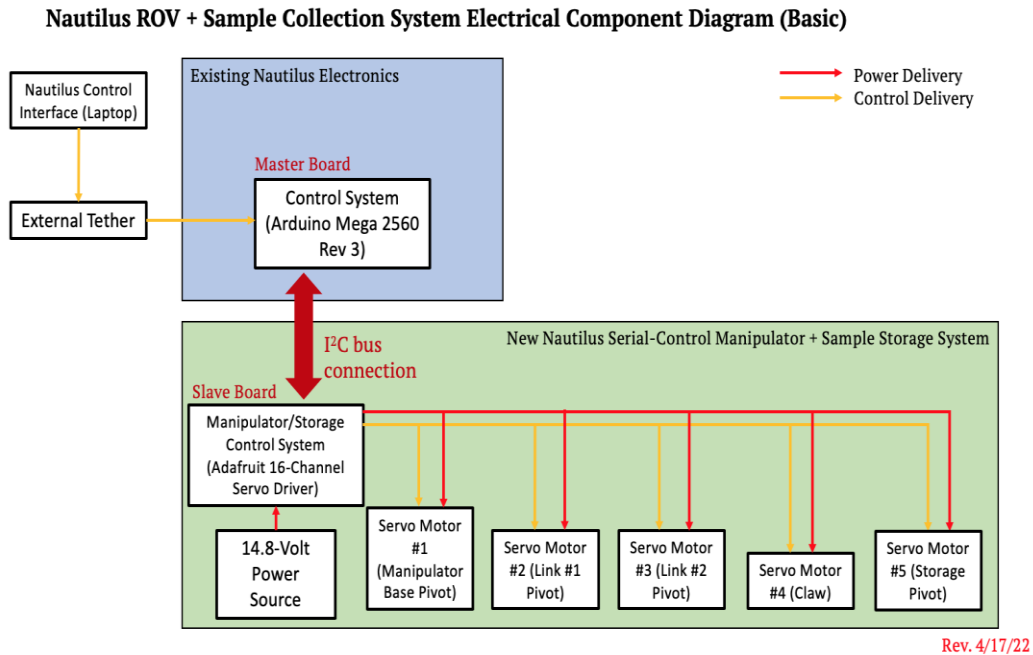 Nautilus ROV + Sample Collection System Electrical Component Diagram (Basic)
Nautilus Control
Interface (Laptop)
External Tether
Existing Nautilus Electronics
Master Board
Control System
(Arduino Mega 2560
Rev 3)
Power Delivery
Control Delivery
I²C bus
connection
New Nautilus Serial-Control Manipulator + Sample Storage System
Slave Board
Manipulator/Storage
Control System
(Adafruit 16-Channel
Servo Driver)
14.8-Volt
Power
Source
Servo Motor
#1
(Manipulator
Base Pivot)
Servo Motor
#2 (Link #1
Pivot)
Servo Motor
#3 (Link #2
Pivot)
Servo Motor
#4 (Claw)
Servo Motor
#5 (Storage
Pivot)
Rev. 4/17/22